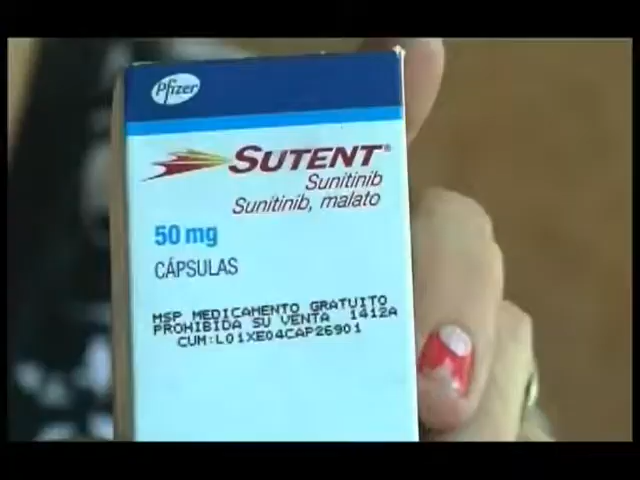 Pfizer
SUTENT®
Sunitinib
Sunitinib, malato
50 mg
CÁPSULAS
MSP MEDICAMENTO GRATUITO
PROHIBIDA SU VENTA 1412A
CUM:L01XE04CAP26901